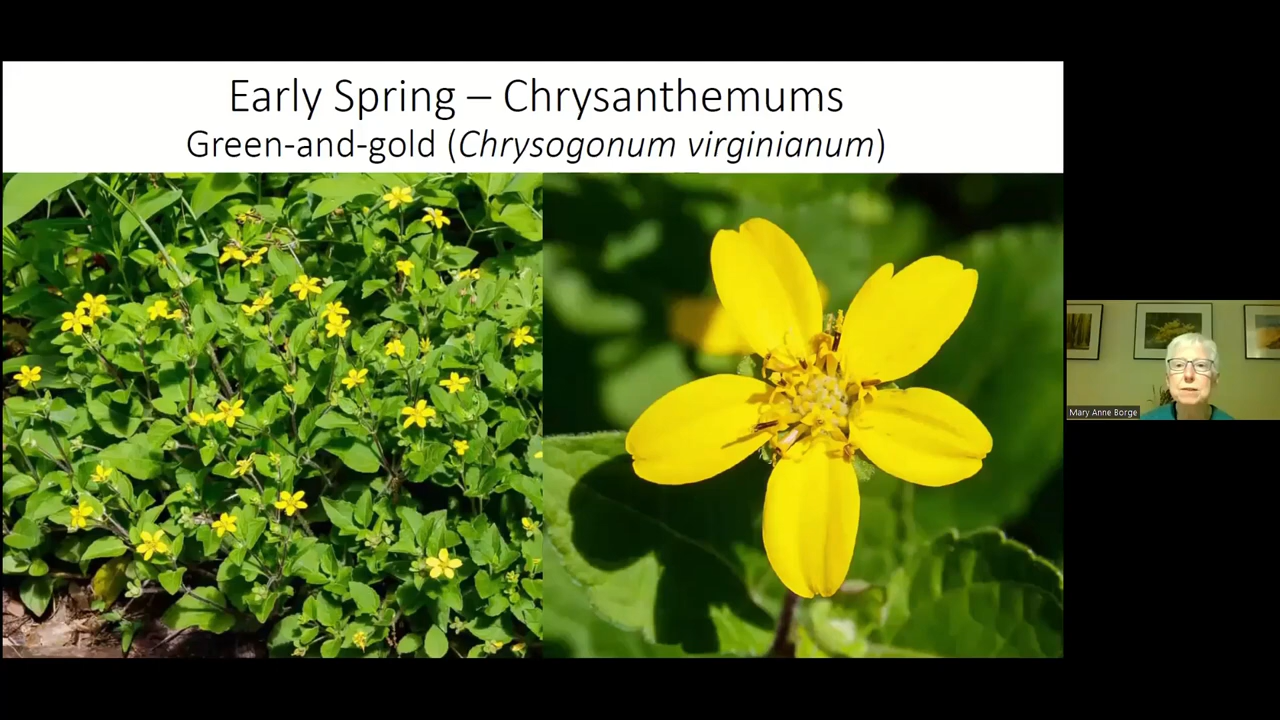 Early Spring – Chrysanthemums
Green-and-gold (Chrysogonum virginianum)
Mary Anne Borge